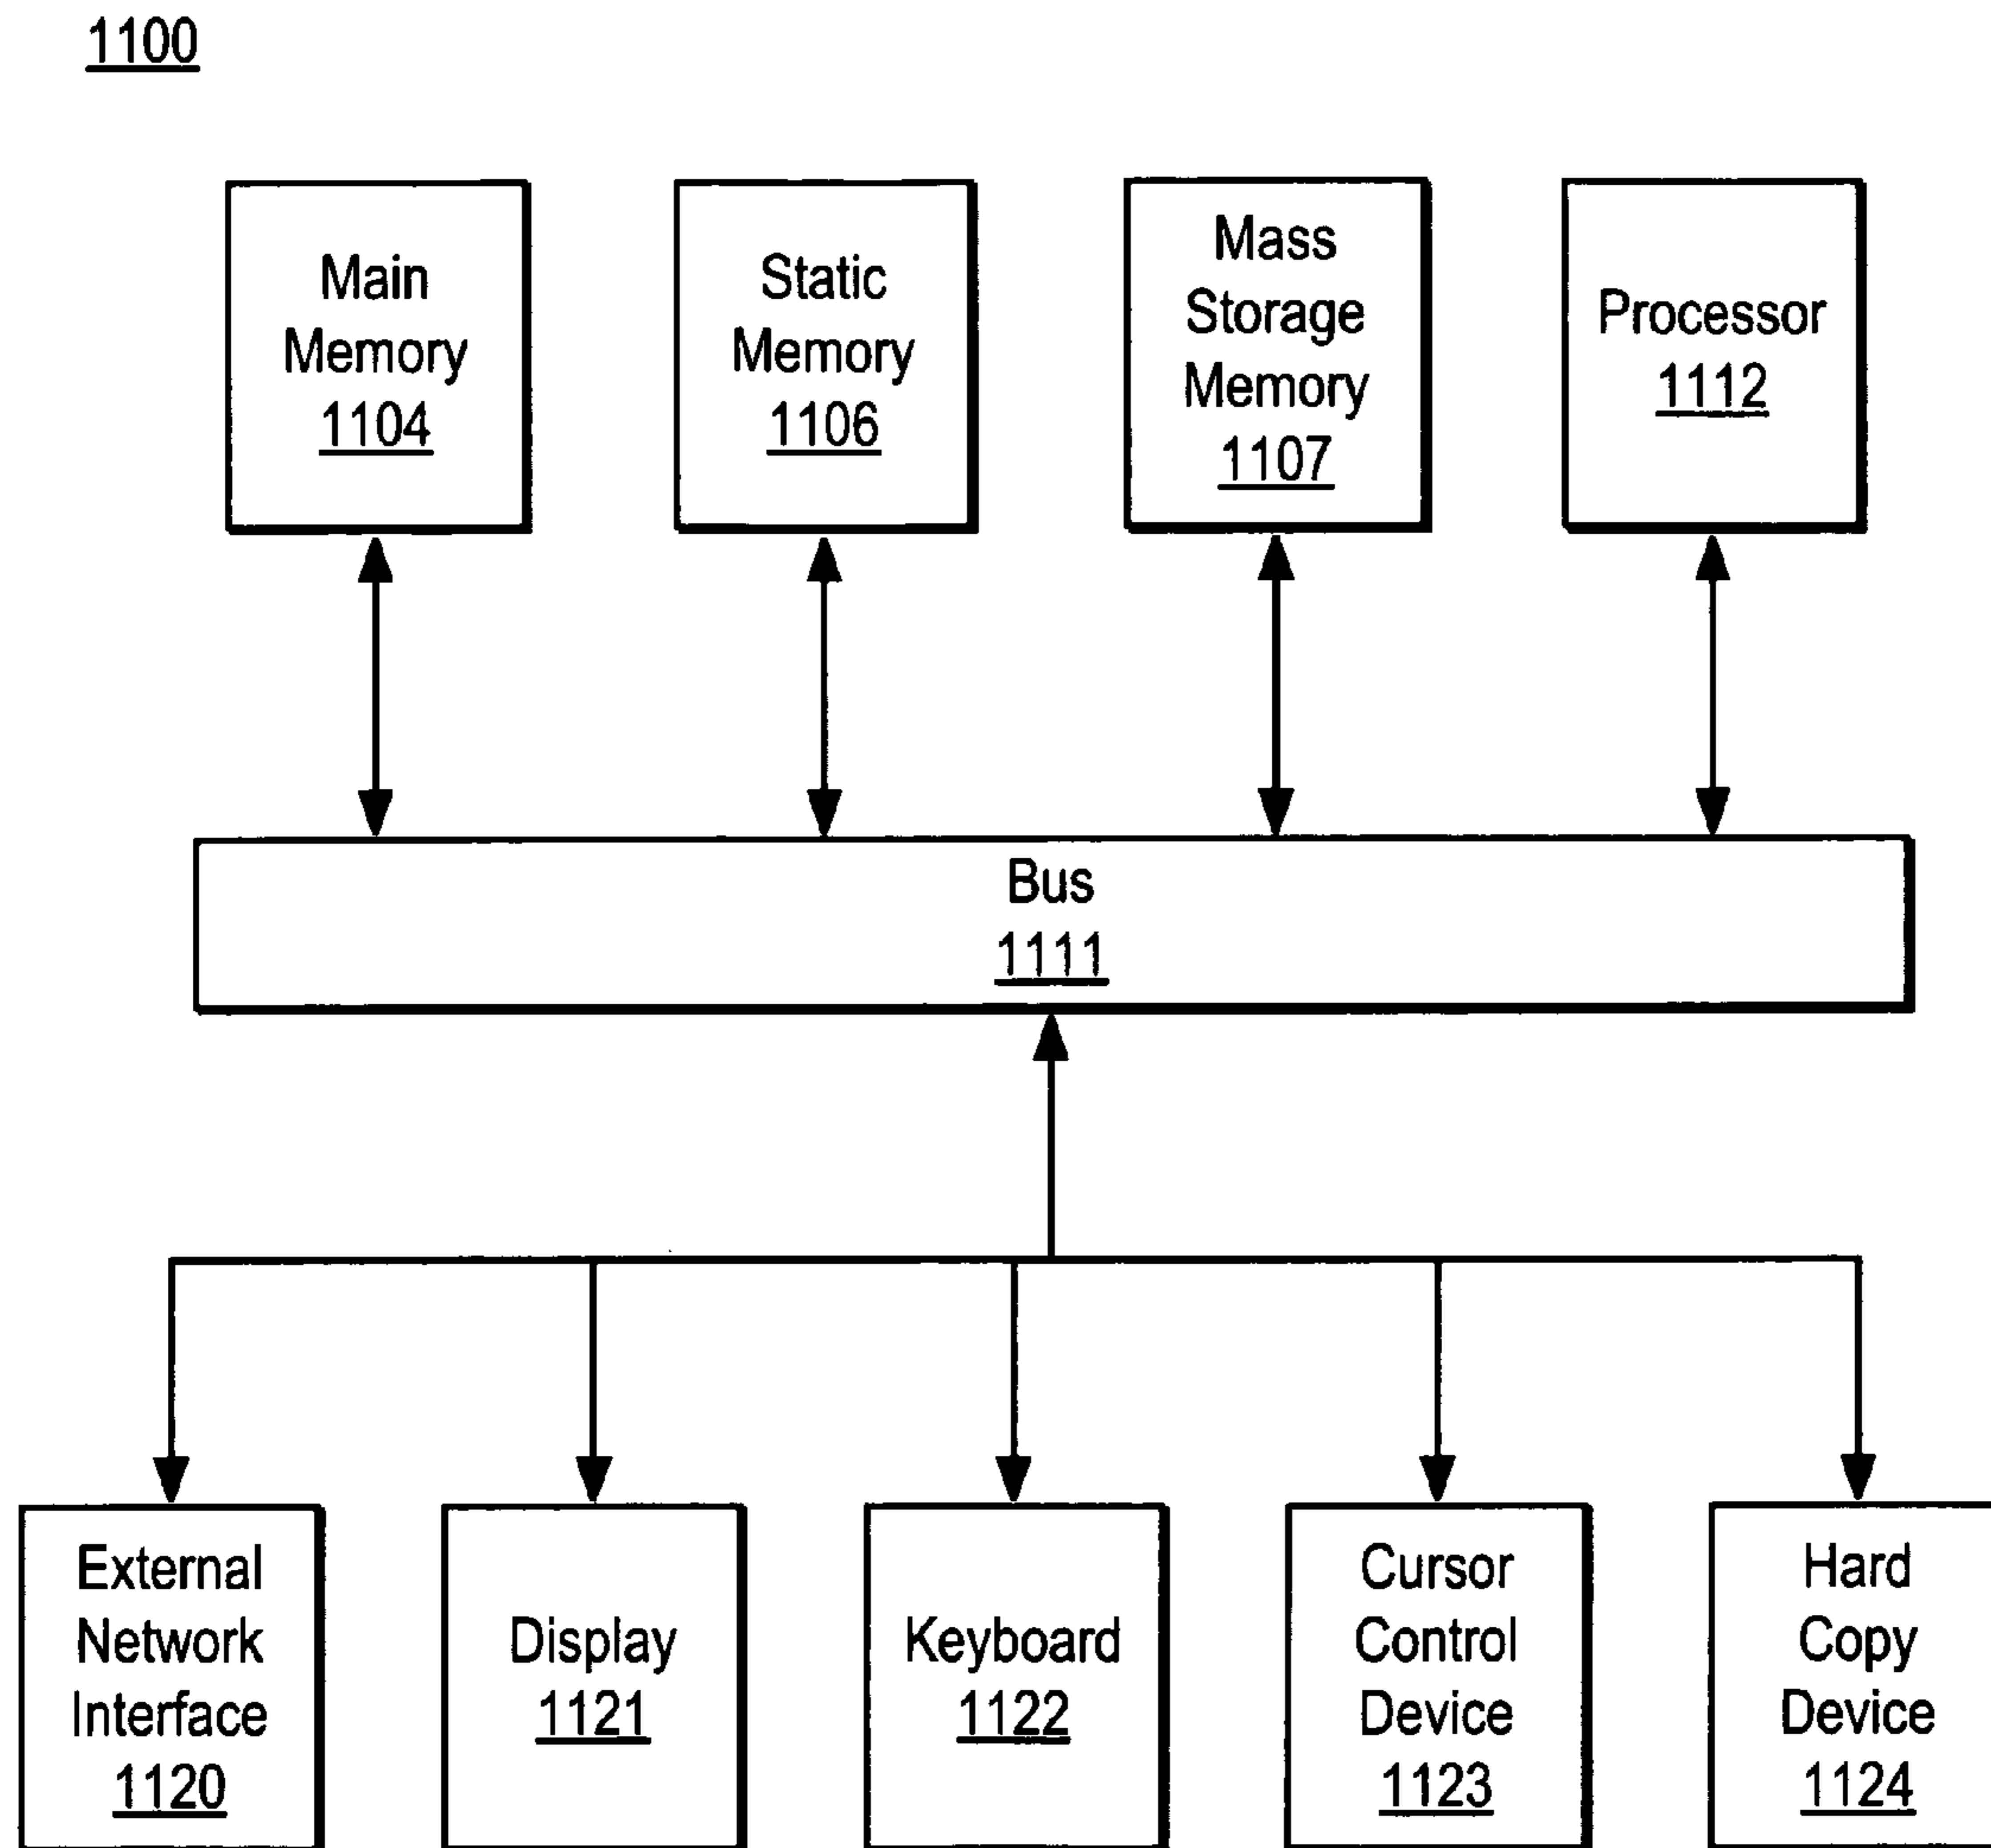 1100
Main
Memory
1104
Static
Memory
1106
Mass
Storage
Memory
1107
Processor
1112
Bus
1111
External
Network
Interface
1120
Display
1121
Keyboard
1122
Cursor
Control
Device
1123
Hard
Copy
Device
1124